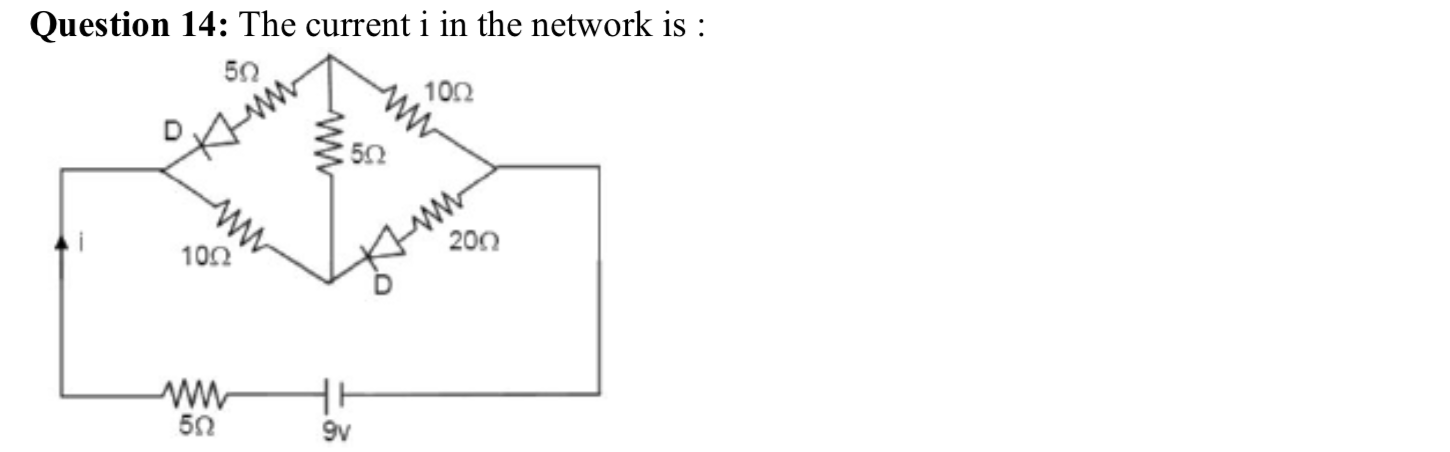 Question 14: The current i in the network is :
5Ω
10Ω
D
5Ω
i
10Ω
20Ω
D
5Ω
9v